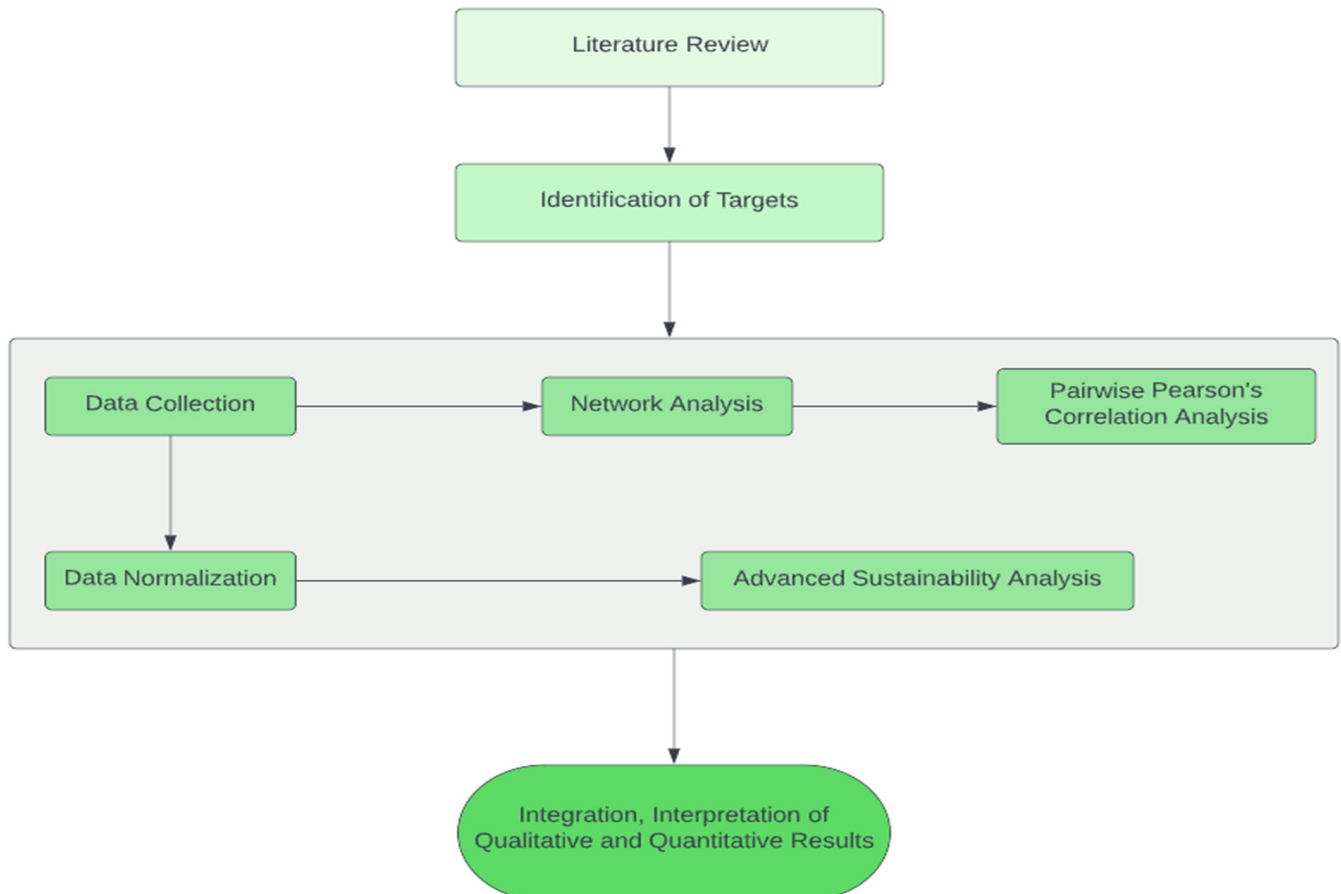 Literature Review
Identification of Targets
Data Collection
Network Analysis
Pairwise Pearson's
Correlation Analysis
Data Normalization
Advanced Sustainability Analysis
Integration, Interpretation of
Qualitative and Quantitative Results